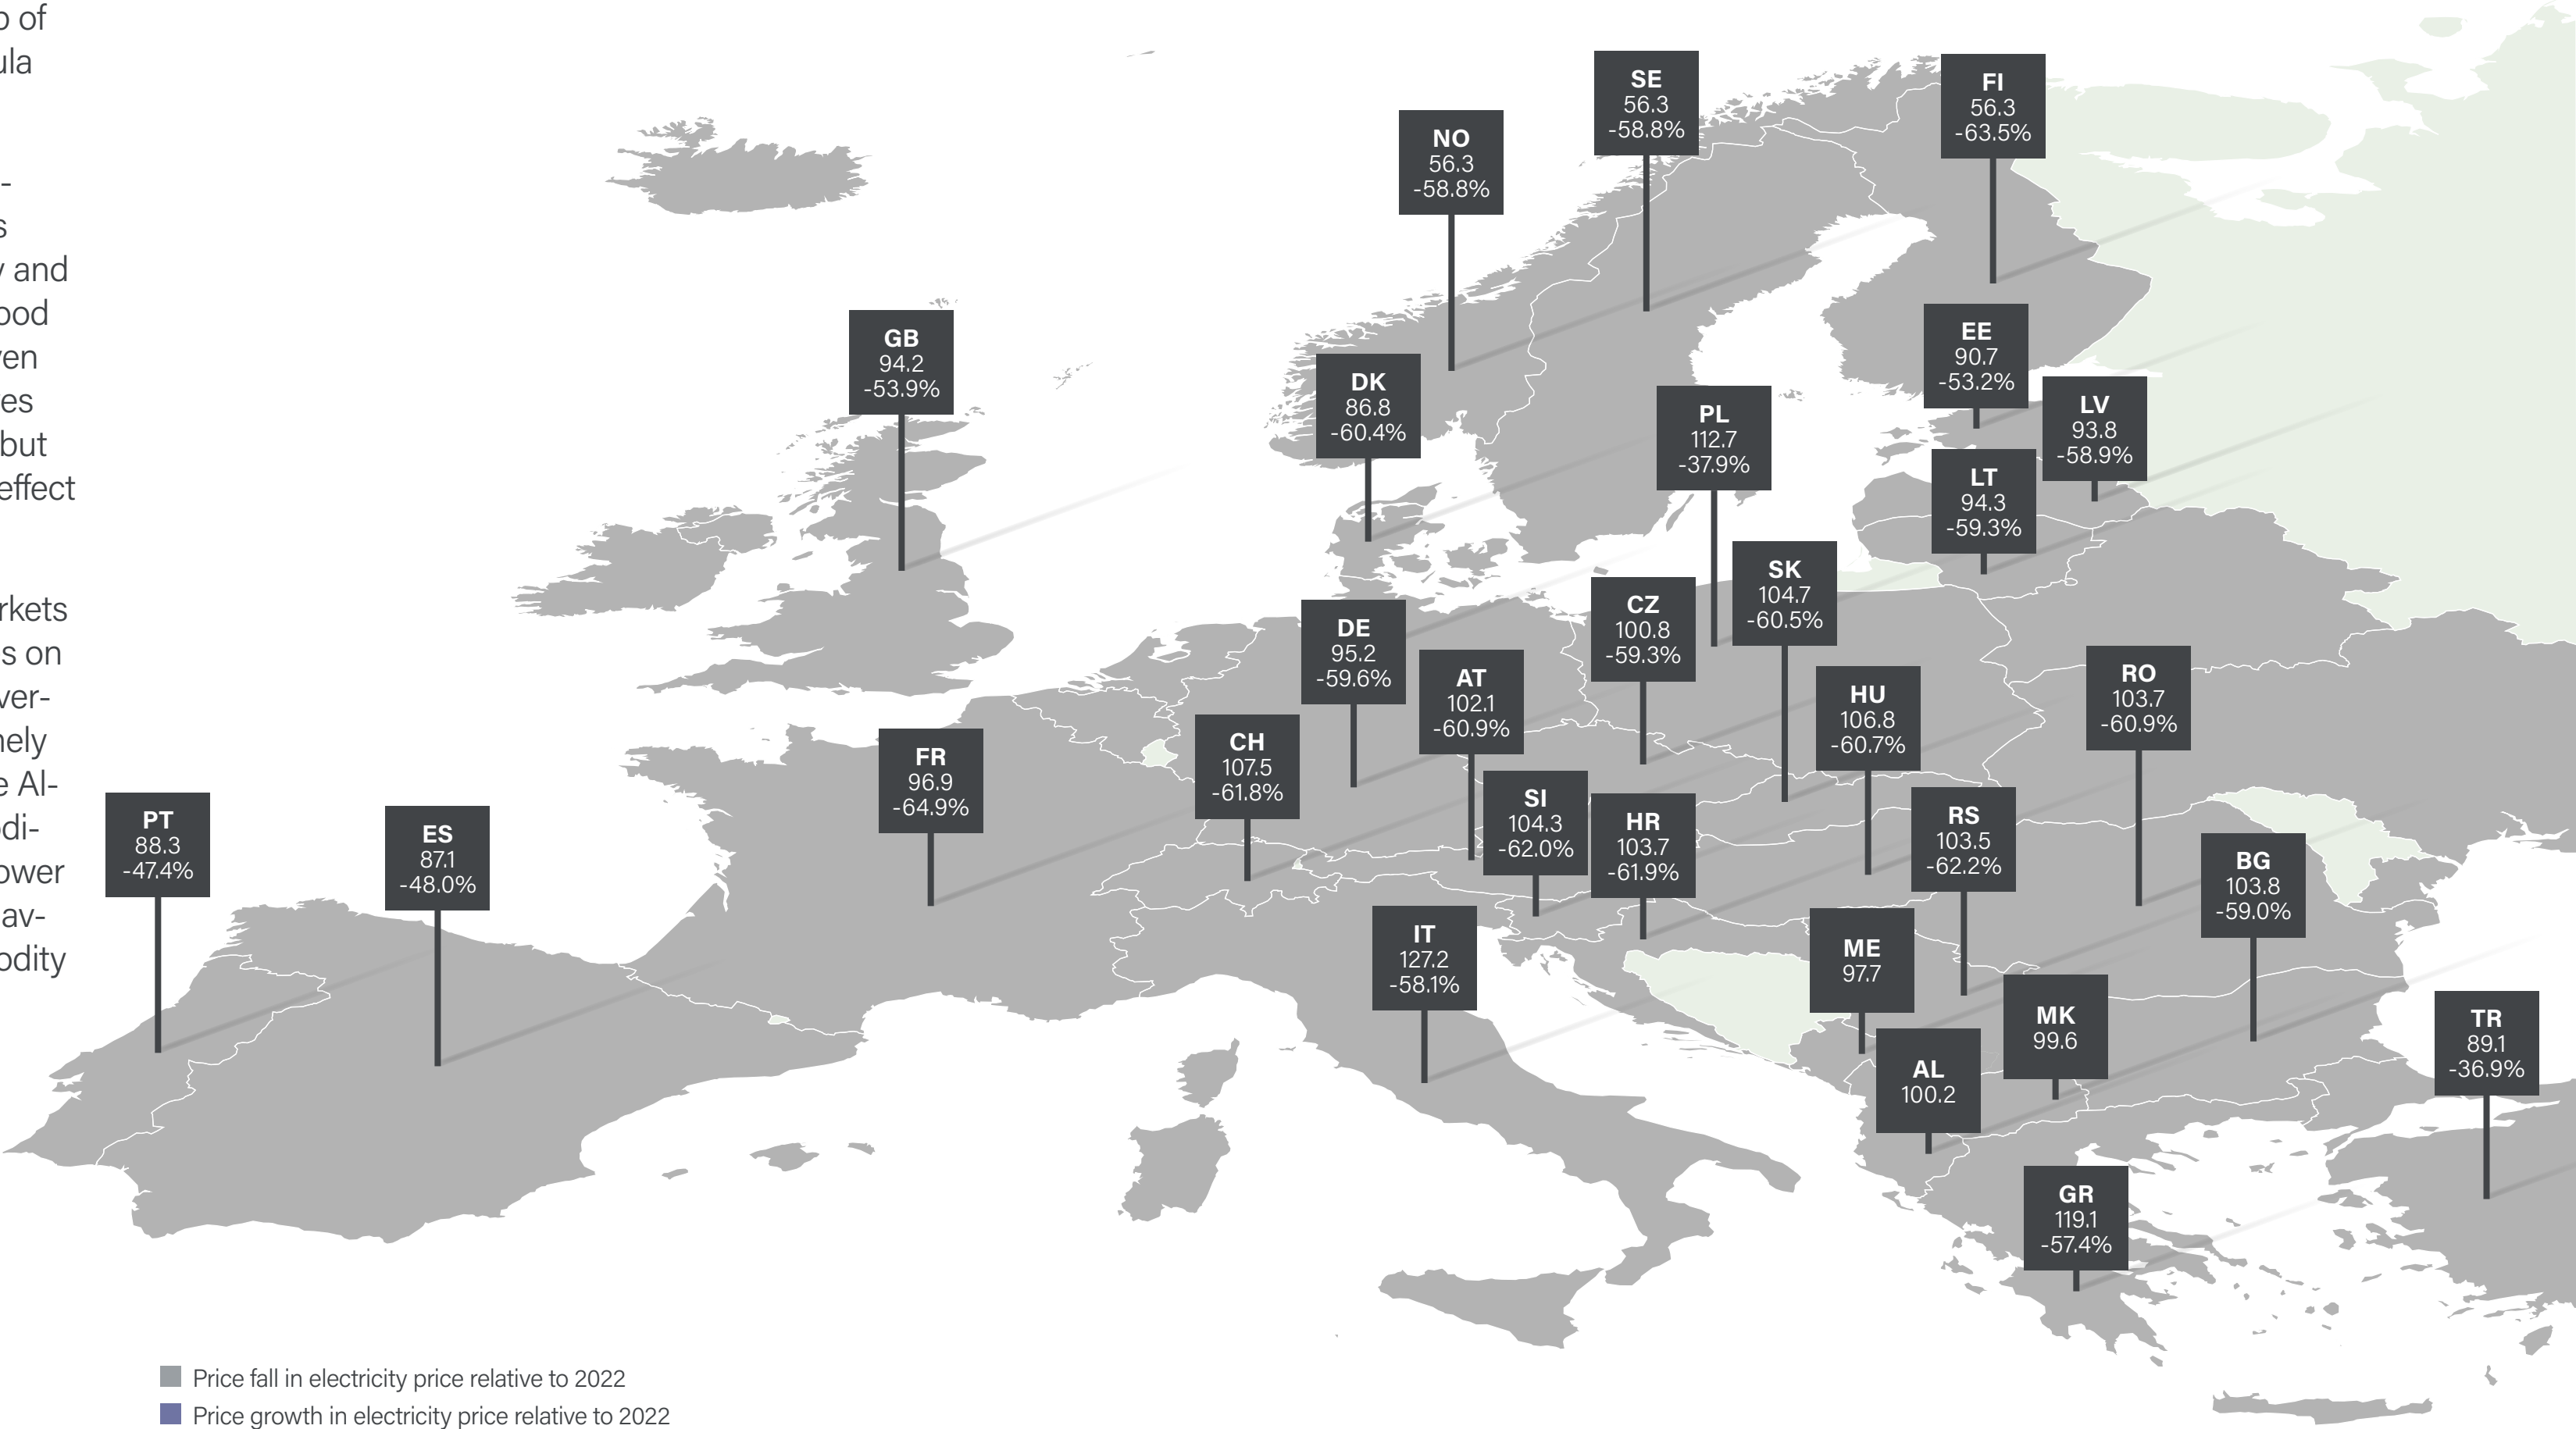 of
ula
-
s
and
ood
ven
es
but
effect
rkets
s on
ver-
nely
e Al-
odi-
ower
av-
odity
SE
56.3
-58.8%
FI
56.3
-63.5%
NO
56.3
-58.8%
GB
94.2
-53.9%
EE
90.7
-53.2%
DK
86.8
-60.4%
LV
93.8
-58.9%
PL
112.7
-37.9%
LT
94.3
-59.3%
SK
104.7
-60.5%
CZ
100.8
-59.3%
DE
95.2
-59.6%
AT
102.1
-60.9%
HU
106.8
-60.7%
RO
103.7
-60.9%
CH
107.5
-61.8%
FR
96.9
-64.9%
SI
104.3
-62.0%
HR
103.7
-61.9%
RS
103.5
-62.2%
PT
88.3
-47.4%
ES
87.1
-48.0%
BG
103.8
-59.0%
IT
127.2
-58.1%
ME
97.7
MK
99.6
TR
89.1
-36.9%
AL
100.2
GR
119.1
-57.4%
Price fall in electricity price relative to 2022
Price growth in electricity price relative to 2022